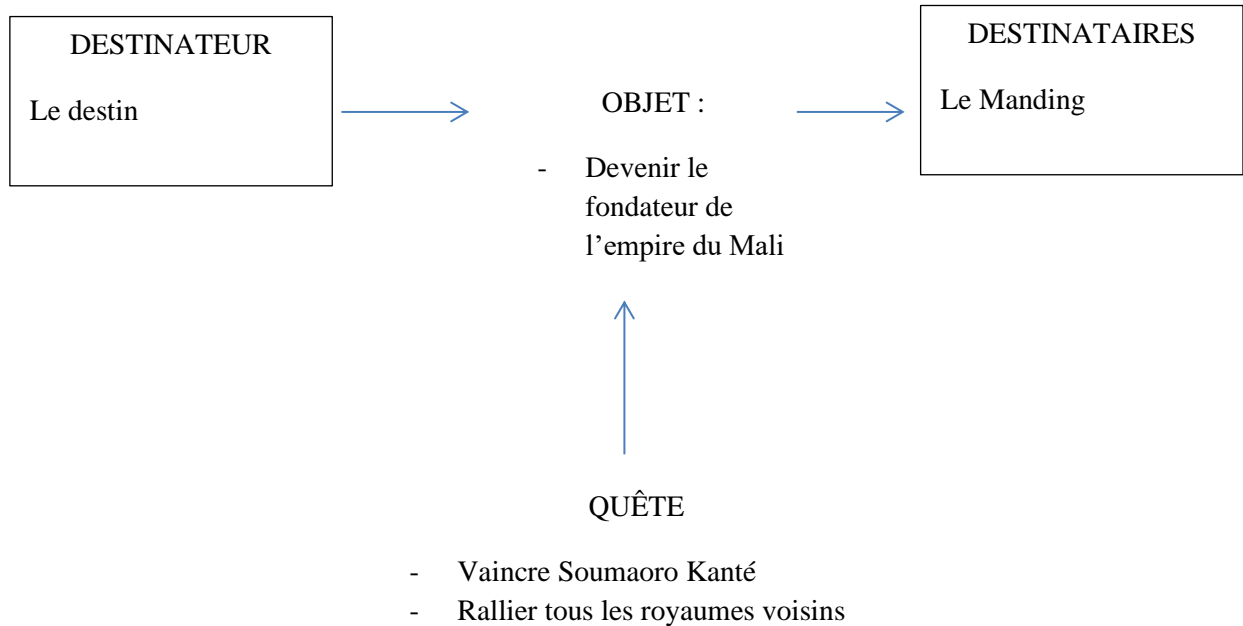 DESTINATEUR
Le destin
OBJET :
- Devenir le
fondateur de
l’empire du Mali
DESTINATAIRES
Le Manding
QUÊTE
- Vaincre Soumaoro Kanté
- Rallier tous les royaumes voisins